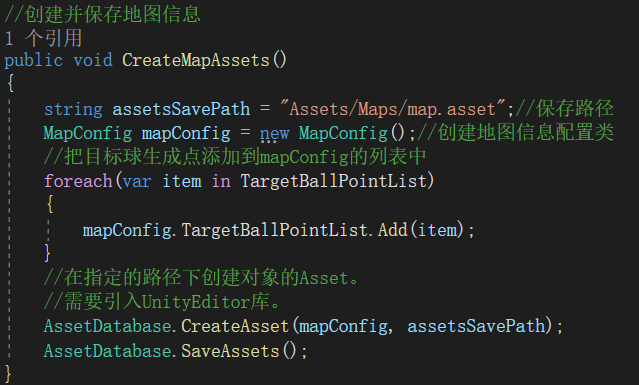 //创建并保存地图信息
1 个引用
public void CreateMapAssets()
{
string assetsSavePath = "Assets/Maps/map.asset";//保存路径
MapConfig mapConfig = new MapConfig();//创建地图信息配置类
//把目标球生成点添加到mapConfig的列表中
foreach(var item in TargetBallPointList)
{
mapConfig.TargetBallPointList.Add(item);
}
//在指定的路径下创建对象的Asset。
//需要引入UnityEditor库。
AssetDatabase.CreateAsset(mapConfig, assetsSavePath);
AssetDatabase.SaveAssets();
}